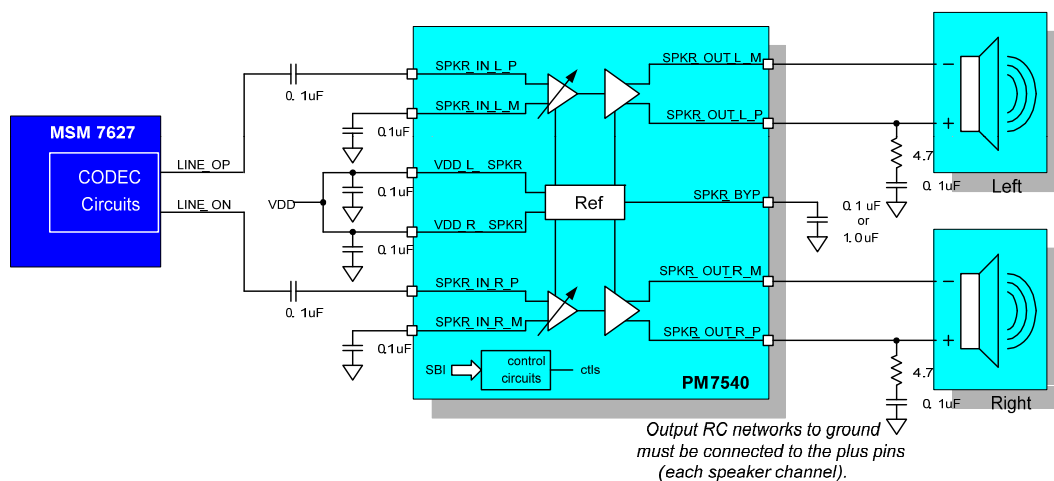 MSM 7627
CODEC
Circuits
LINE_OP
LINE_ON
0.1uF
0.1uF
VDD
0.1uF
0.1uF
0.1uF
0.1uF
SPKR_IN_L_P
SPKR_IN_L_M
VDD_L_SPKR
VDD_R_SPKR
SPKR_IN_R_P
SPKR_IN_R_M
SBI
control
circuits
ctls
Ref
SPKR_OUT_L_M
SPKR_OUT_L_P
SPKR_BYP
SPKR_OUT_R_M
SPKR_OUT_R_P
PM7540
4.7
0.1uF
0.1uF
or
1.0uF
4.7
0.1uF
−
+
Left
−
+
Right
Output RC networks to ground
must be connected to the plus pins
(each speaker channel).